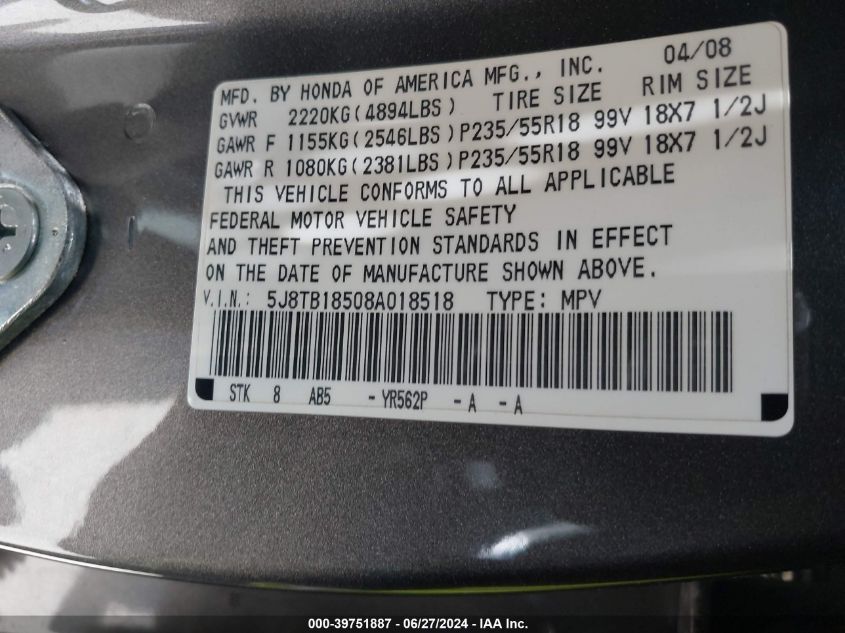 04/08
MFD. BY HONDA OF AMERICA MFG., INC.
GVWR 2220KG(4894LBS) TIRE SIZE RIM SIZE
GAWR F 1155KG(2546LBS) P235/55R18 99V 18X7 1/2J
GAWR R 1080KG(2381LBS) P235/55R18 99V 18X7 1/2J
THIS VEHICLE CONFORMS TO ALL APPLICABLE
FEDERAL MOTOR VEHICLE SAFETY
AND THEFT PREVENTION STANDARDS IN EFFECT
ON THE DATE OF MANUFACTURE SHOWN ABOVE.
V.I.N.: 5J8TB18508A018518 TYPE: MPV
STK 8 AB5 -YR562P -A -A
000-39751887 - 06/27/2024 - IAA Inc.